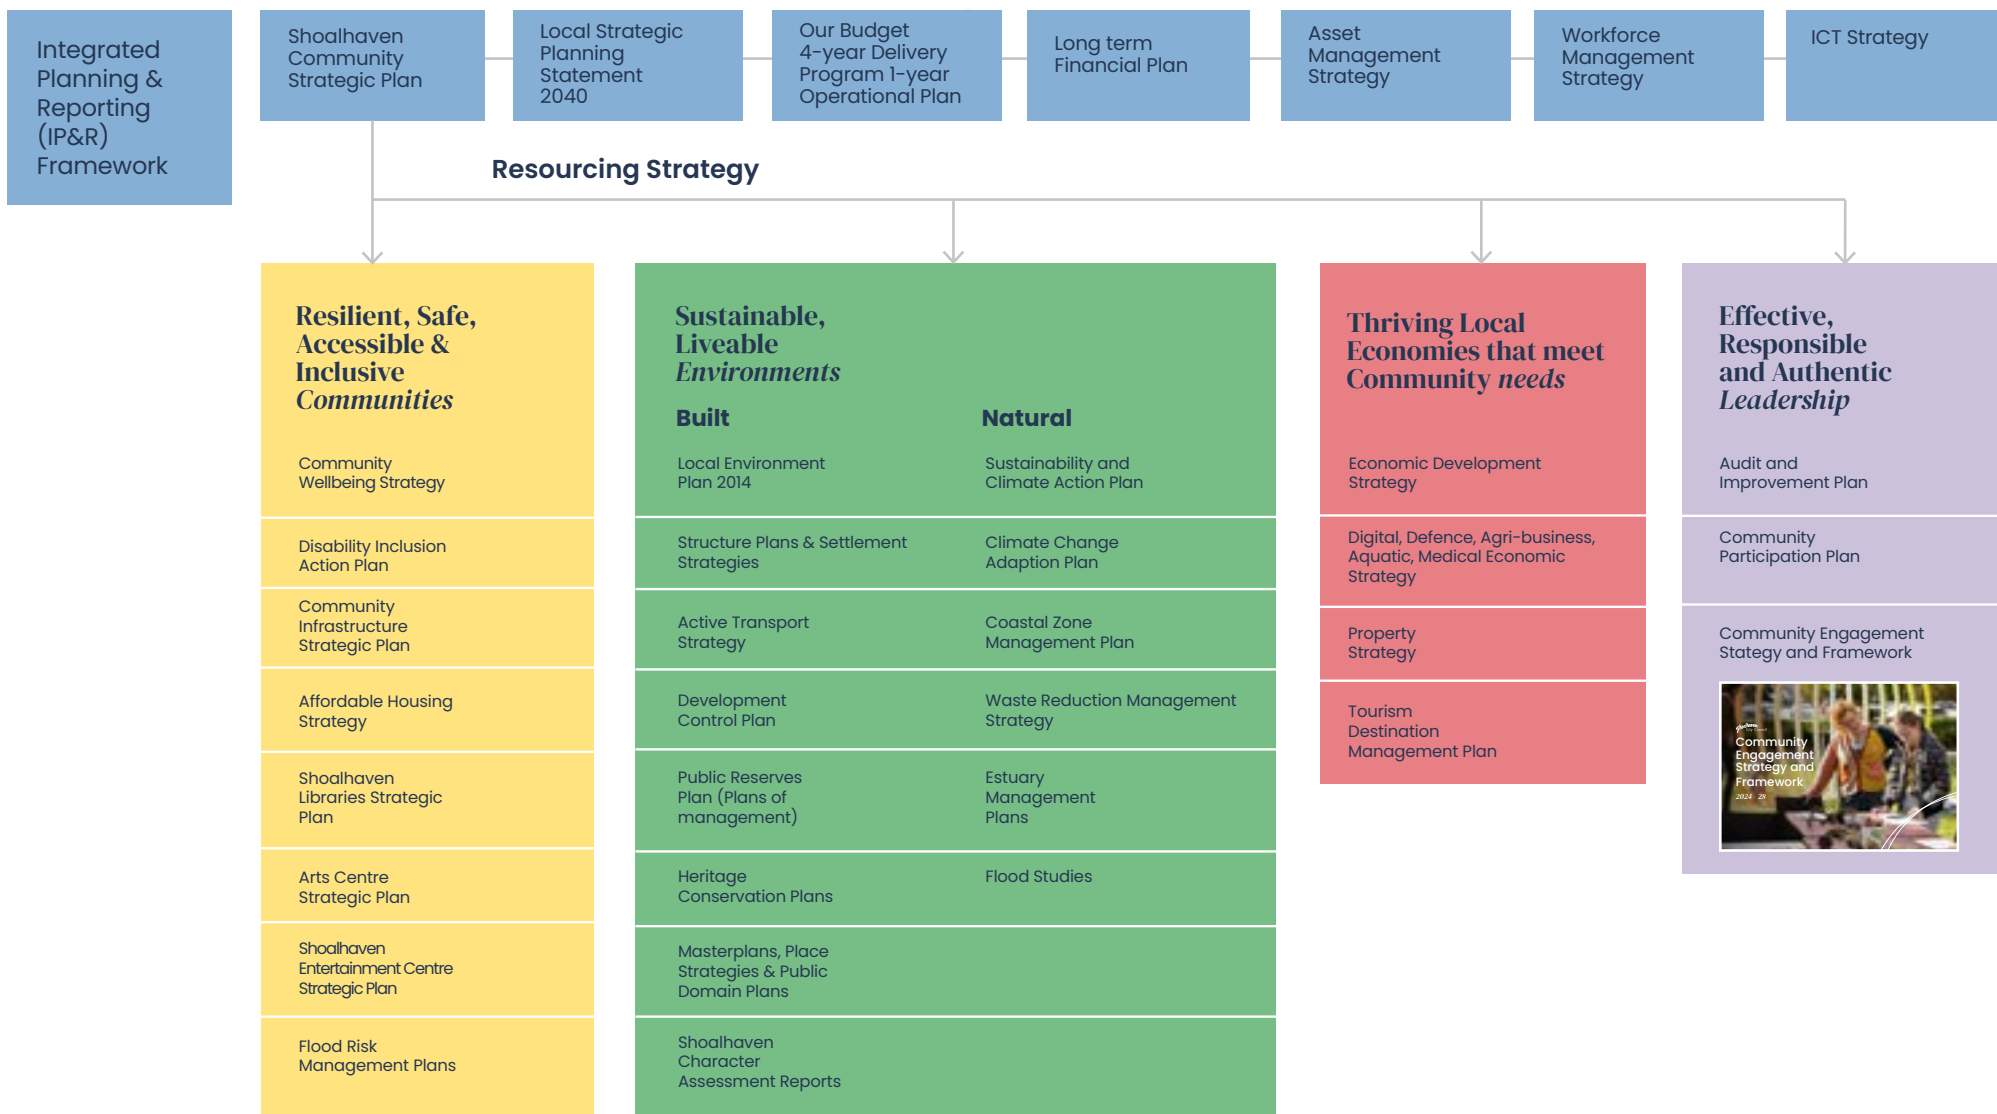 Integrated
Planning &
Reporting
(IP&R)
Framework
Shoalhaven
Community
Strategic Plan
Local Strategic
Planning
Statement
2040
Our Budget
4-year Delivery
Program 1-year
Operational Plan
Long term
Financial Plan
Asset
Management
Strategy
Workforce
Management
Strategy
ICT Strategy
Resourcing Strategy
Resilient, Safe,
Accessible &
Inclusive
Communities
Community
Wellbeing Strategy
Disability Inclusion
Action Plan
Community
Infrastructure
Strategic Plan
Affordable Housing
Strategy
Shoalhaven
Libraries Strategic
Plan
Arts Centre
Strategic Plan
Shoalhaven
Entertainment Centre
Strategic Plan
Flood Risk
Management Plans
Sustainable,
Liveable
Environments
Built
Local Environment
Plan 2014
Structure Plans & Settlement
Strategies
Active Transport
Strategy
Development
Control Plan
Public Reserves
Plan (Plans of
management)
Heritage
Conservation Plans
Masterplans, Place
Strategies & Public
Domain Plans
Shoalhaven
Character
Assessment Reports
Natural
Sustainability and
Climate Action Plan
Climate Change
Adaption Plan
Coastal Zone
Management Plan
Waste Reduction Management
Strategy
Estuary
Management
Plans
Flood Studies
Thriving Local
Economies that meet
Community needs
Economic Development
Strategy
Digital, Defence, Agri-business,
Aquatic, Medical Economic
Strategy
Property
Strategy
Tourism
Destination
Management Plan
Effective,
Responsible
and Authentic
Leadership
Audit and
Improvement Plan
Community
Participation Plan
Community Engagement
Stategy and Framework
Community
Engagement
Strategy and
Framework
2024 28